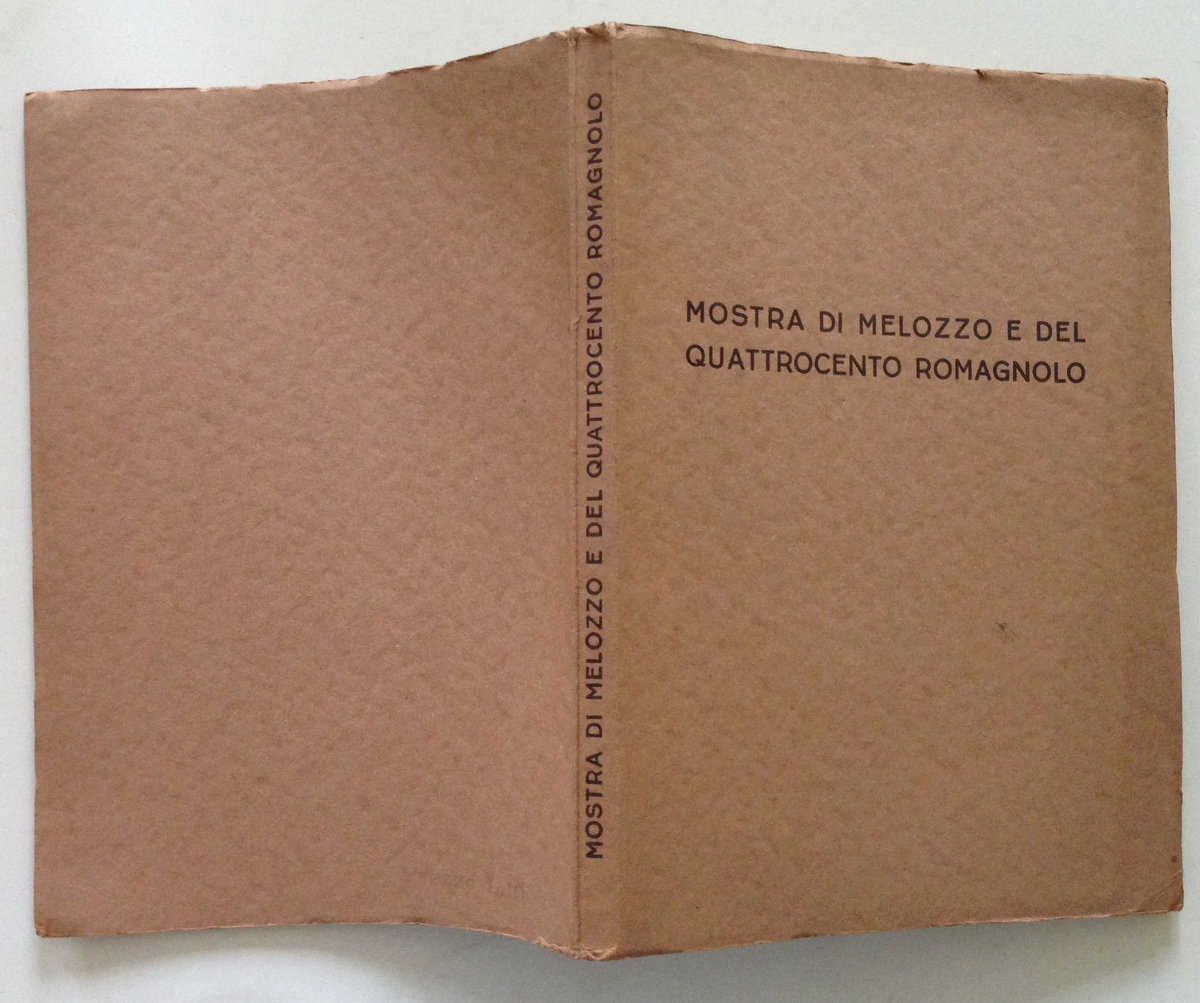 MOSTRA DI MELOZZO E DEL QUATTROCENTO ROMAGNOLO
MOSTRA DI MELOZZO E DEL
QUATTROCENTO ROMAGNOLO